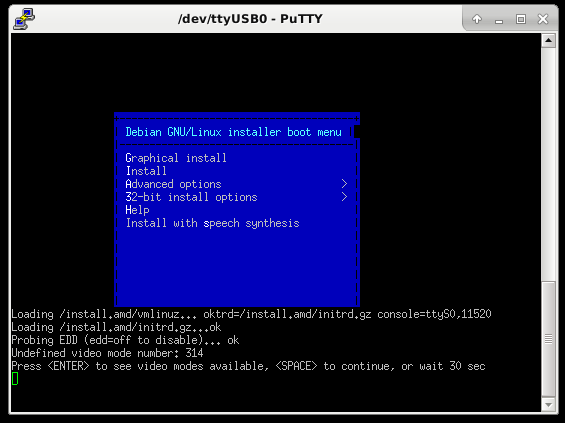 /dev/ttyUSB0 - PuTTY
Debian GNU/Linux installer boot menu
Graphical install
Install
Advanced options >
32-bit install options >
Help
Install with speech synthesis
Loading /install.amd/vmlinuz... oktrd=/install.amd/initrd.gz console=ttyS0,11520
Loading /install.amd/initrd.gz...ok
Probing EDD (edd=off to disable)... ok
Undefined video mode number: 314
Press <ENTER> to see video modes available, <SPACE> to continue, or wait 30 sec